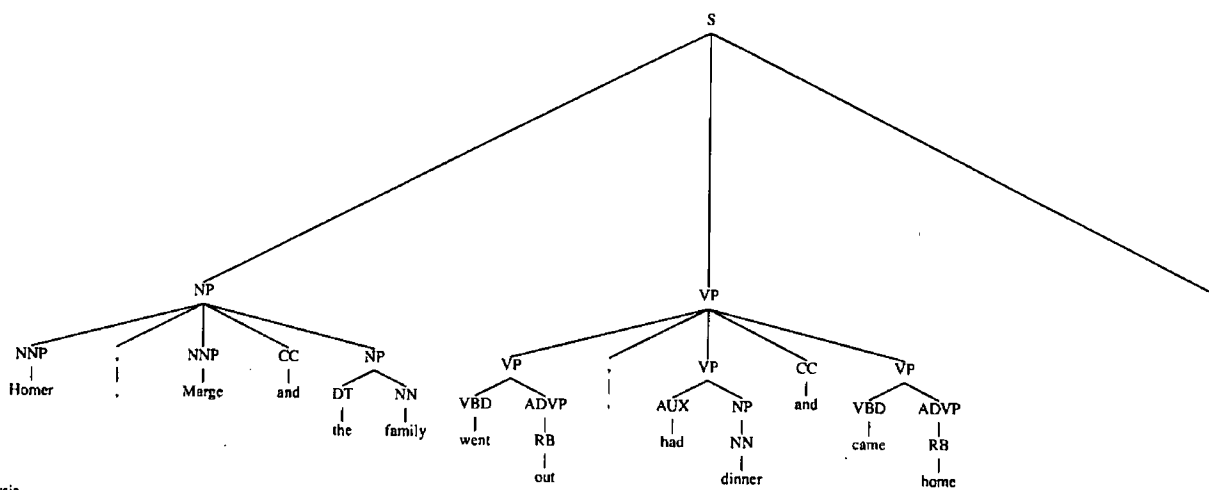 S
NP VP
NNP , NNP CC NP VP , VP CC VP
Homer , Marge and DT NN VBD ADVP , AUX NP and VBD ADVP
the family went RB had NN came RB
out dinner home